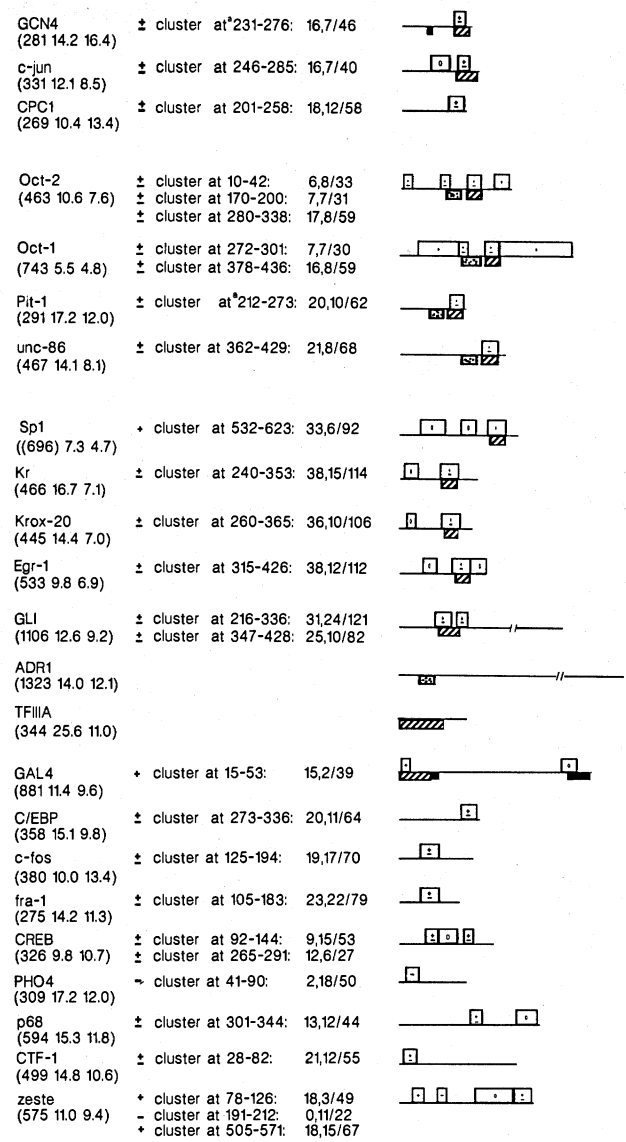 GCN4 ± cluster at ᵃ231-276: 16,7/46
(281 14.2 16.4)
c-jun ± cluster at 246-285: 16,7/40
(331 12.1 8.5)
CPC1 ± cluster at 201-258: 18,12/58
(269 10.4 13.4)
Oct-2 ± cluster at 10-42: 6,8/33
(463 10.6 7.6) ± cluster at 170-200: 7,7/31
± cluster at 280-338: 17,8/59
Oct-1 ± cluster at 272-301: 7,7/30
(743 5.5 4.8) ± cluster at 378-436: 16,8/59
Pit-1 ± cluster at ᵃ212-273: 20,10/62
(291 17.2 12.0)
unc-86 ± cluster at 362-429: 21,8/68
(467 14.1 8.1)
Sp1 + cluster at 532-623: 33,6/92
((696) 7.3 4.7)
Kr ± cluster at 240-353: 38,15/114
(466 16.7 7.1)
Krox-20 ± cluster at 260-365: 36,10/106
(445 14.4 7.0)
Egr-1 ± cluster at 315-426: 38,12/112
(533 9.8 6.9)
GLI ± cluster at 216-336: 31,24/121
(1106 12.6 9.2) ± cluster at 347-428: 25,10/82
ADR1
(1323 14.0 12.1)
TFIIIA
(344 25.6 11.0)
GAL4 + cluster at 15-53: 15,2/39
(881 11.4 9.6)
C/EBP ± cluster at 273-336: 20,11/64
(358 15.1 9.8)
c-fos ± cluster at 125-194: 19,17/70
(380 10.0 13.4)
fra-1 ± cluster at 105-183: 23,22/79
(275 14.2 11.3)
CREB ± cluster at 92-144: 9,15/53
(326 9.8 10.7) ± cluster at 265-291: 12,6/27
PHO4 - cluster at 41-90: 2,18/50
(309 17.2 12.0)
p68 ± cluster at 301-344: 13,12/44
(594 15.3 11.8)
CTF-1 ± cluster at 28-82: 21,12/55
(499 14.8 10.6)
zeste + cluster at 78-126: 18,3/49
(575 11.0 9.4) - cluster at 191-212: 0,11/22
+ cluster at 505-571: 18,15/67